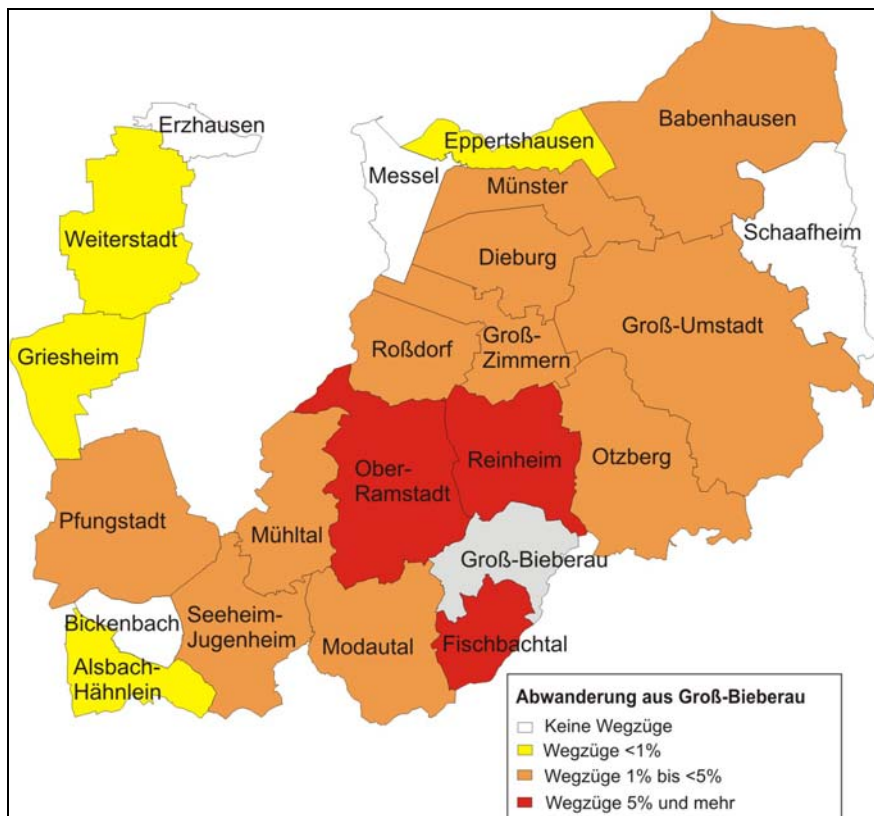 Erzhausen
Eppertshausen
Babenhausen
Messel
Münster
Weiterstadt
Schaafheim
Dieburg
Griesheim
Roßdorf
Groß-
Zimmern
Groß-Umstadt
Ober-
Ramstadt
Reinheim
Otzberg
Pfungstadt
Mühltal
Groß-Bieberau
Bickenbach
Seeheim-
Jugenheim
Modautal
Fischbachtal
Alsbach-
Hähnlein
Abwanderung aus Groß-Bieberau
Keine Wegzüge
Wegzüge <1%
Wegzüge 1% bis <5%
Wegzüge 5% und mehr